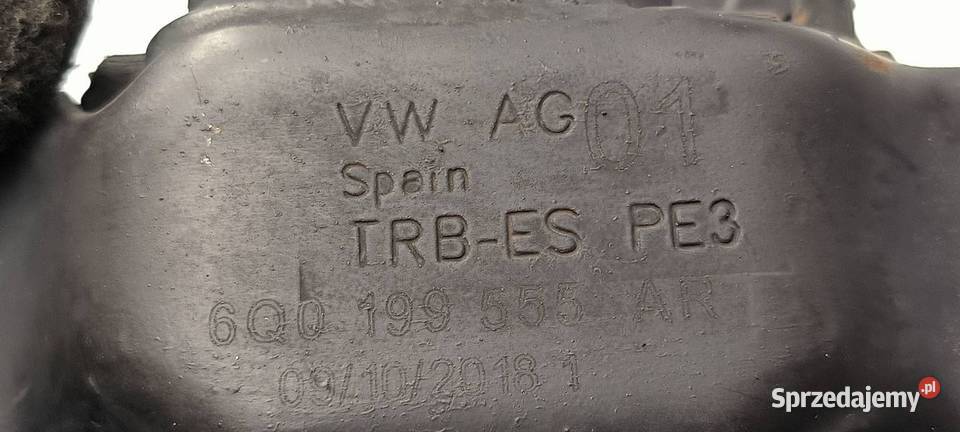 VW AG 01
Spain
TRB-ES PE3
6Q0 199 555 AR
09/10/2018 1
Sprzedajemy.pl